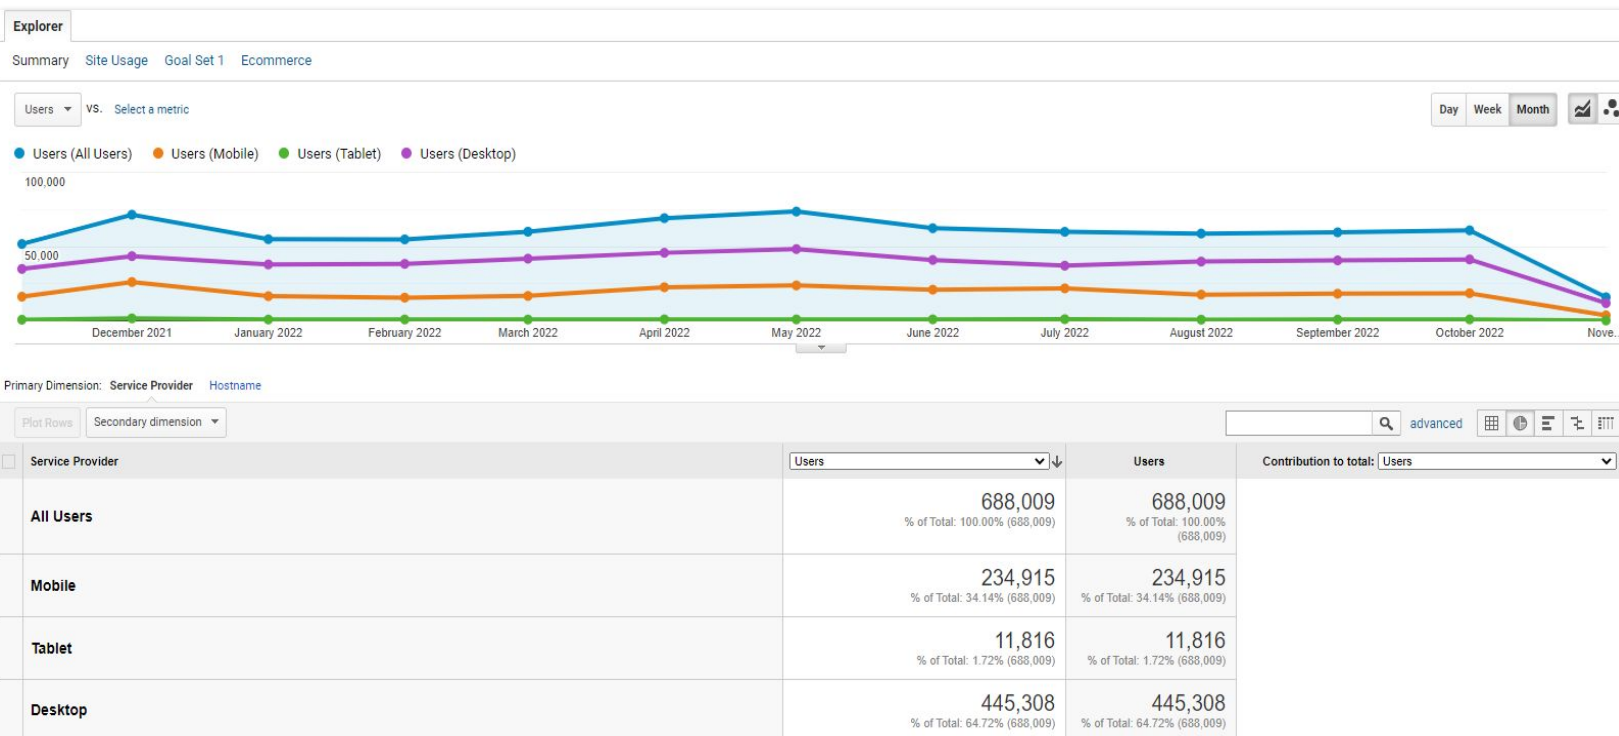 Explorer
Summary Site Usage Goal Set 1 Ecommerce
Users VS. Select a metric Day Week Month
Users (All Users) Users (Mobile) Users (Tablet) Users (Desktop)
100,000
50,000
December 2021 January 2022 February 2022 March 2022 April 2022 May 2022 June 2022 July 2022 August 2022 September 2022 October 2022 Nove...
Primary Dimension: Service Provider Hostname
Plot Rows Secondary dimension advanced
Service Provider Users Users Contribution to total: Users
All Users 688,009 688,009
% of Total: 100.00% (688,009) % of Total: 100.00%
(688,009)
Mobile 234,915 234,915
% of Total: 34.14% (688,009) % of Total: 34.14% (688,009)
Tablet 11,816 11,816
% of Total: 1.72% (688,009) % of Total: 1.72% (688,009)
Desktop 445,308 445,308
% of Total: 64.72% (688,009) % of Total: 64.72% (688,009)